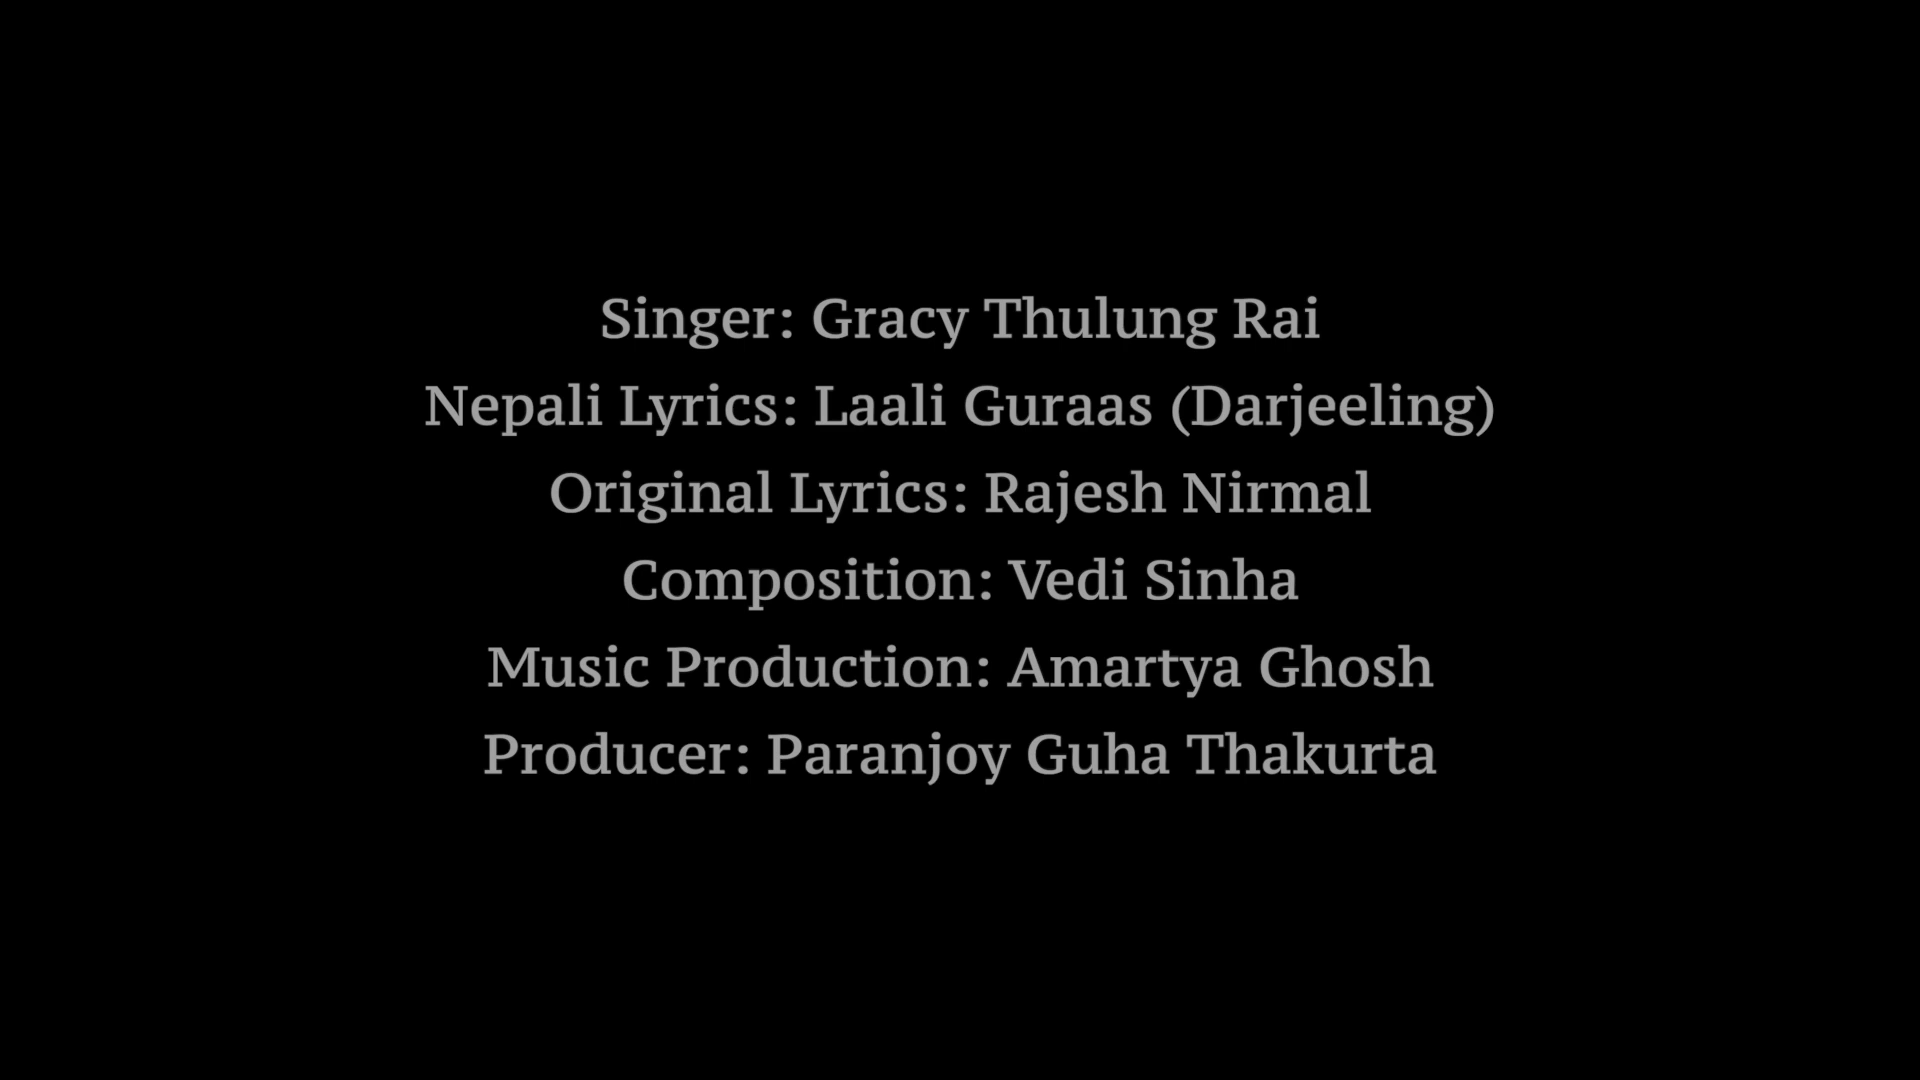 Singer: Gracy Thulung Rai
Nepali Lyrics: Laali Guraas (Darjeeling)
Original Lyrics: Rajesh Nirmal
Composition: Vedi Sinha
Music Production: Amartya Ghosh
Producer: Paranjoy Guha Thakurta